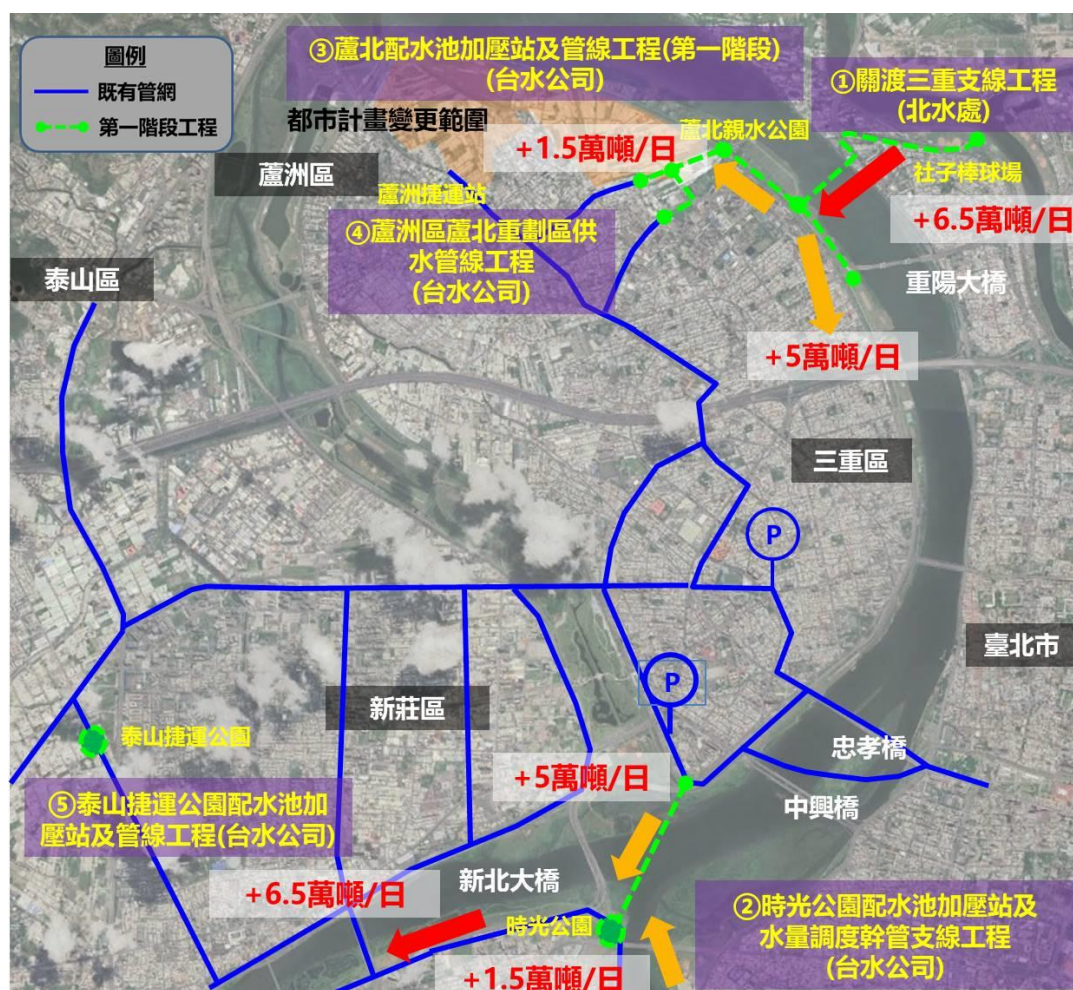 圖例
既有管網
第一階段工程
③蘆北配水池加壓站及管線工程(第一階段)
(台水公司)
①關渡三重支線工程
(北水處)
都市計畫變更範圍
蘆北親水公園
+1.5萬噸/日
社子棒球場
蘆洲區
蘆洲捷運站
+6.5萬噸/日
④蘆洲區蘆北重劃區供
水管線工程
(台水公司)
泰山區
重陽大橋
+5萬噸/日
三重區
P
臺北市
P
新莊區
泰山捷運公園
忠孝橋
+5萬噸/日
中興橋
⑤泰山捷運公園配水池加
壓站及管線工程(台水公司)
新北大橋
+6.5萬噸/日
時光公園
②時光公園配水池加壓站及
水量調度幹管支線工程
(台水公司)
+1.5萬噸/日